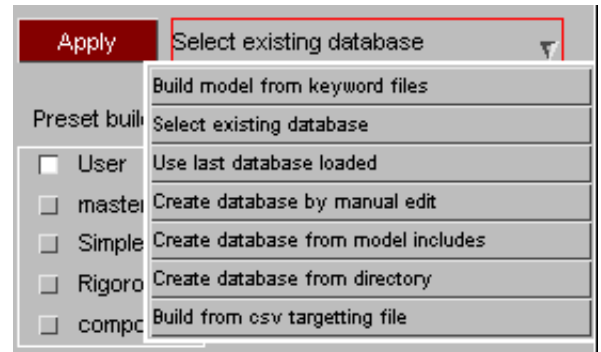 Apply
Select existing database
Build model from keyword files
Preset buil
Select existing database
User
Use last database loaded
master
Create database by manual edit
Simple
Create database from model includes
Rigoro
Create database from directory
compo
Build from csv targetting file